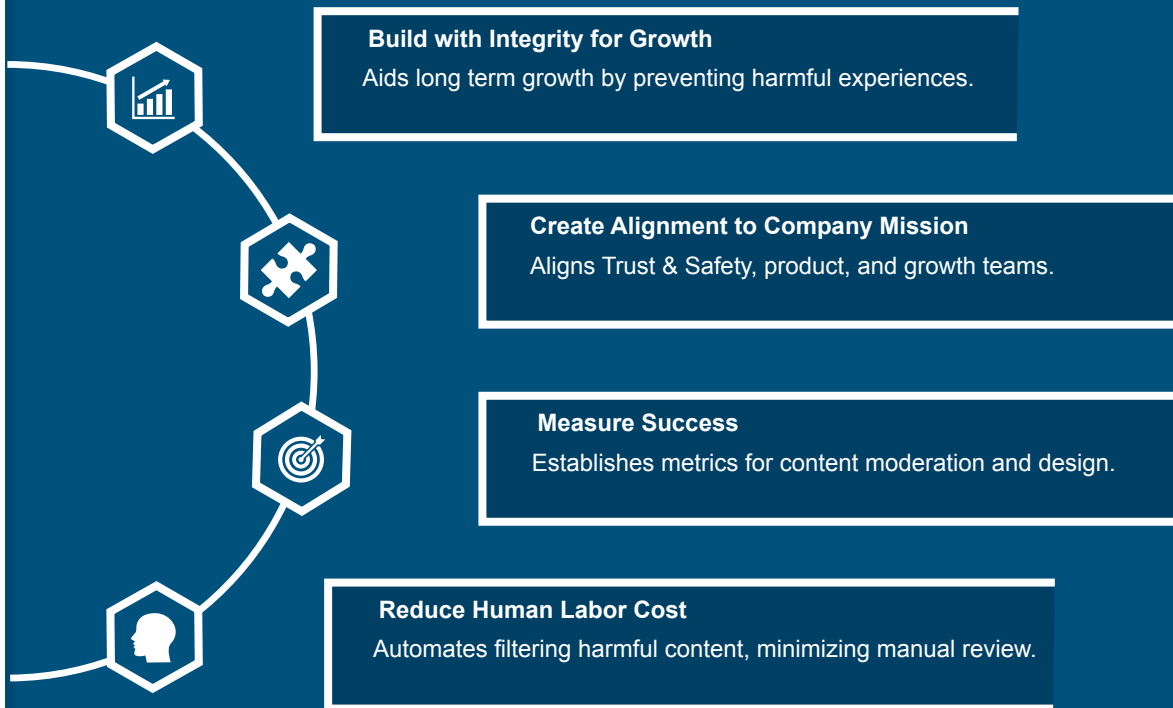 Build with Integrity for Growth
Aids long term growth by preventing harmful experiences.
Create Alignment to Company Mission
Aligns Trust & Safety, product, and growth teams.
Measure Success
Establishes metrics for content moderation and design.
Reduce Human Labor Cost
Automates filtering harmful content, minimizing manual review.